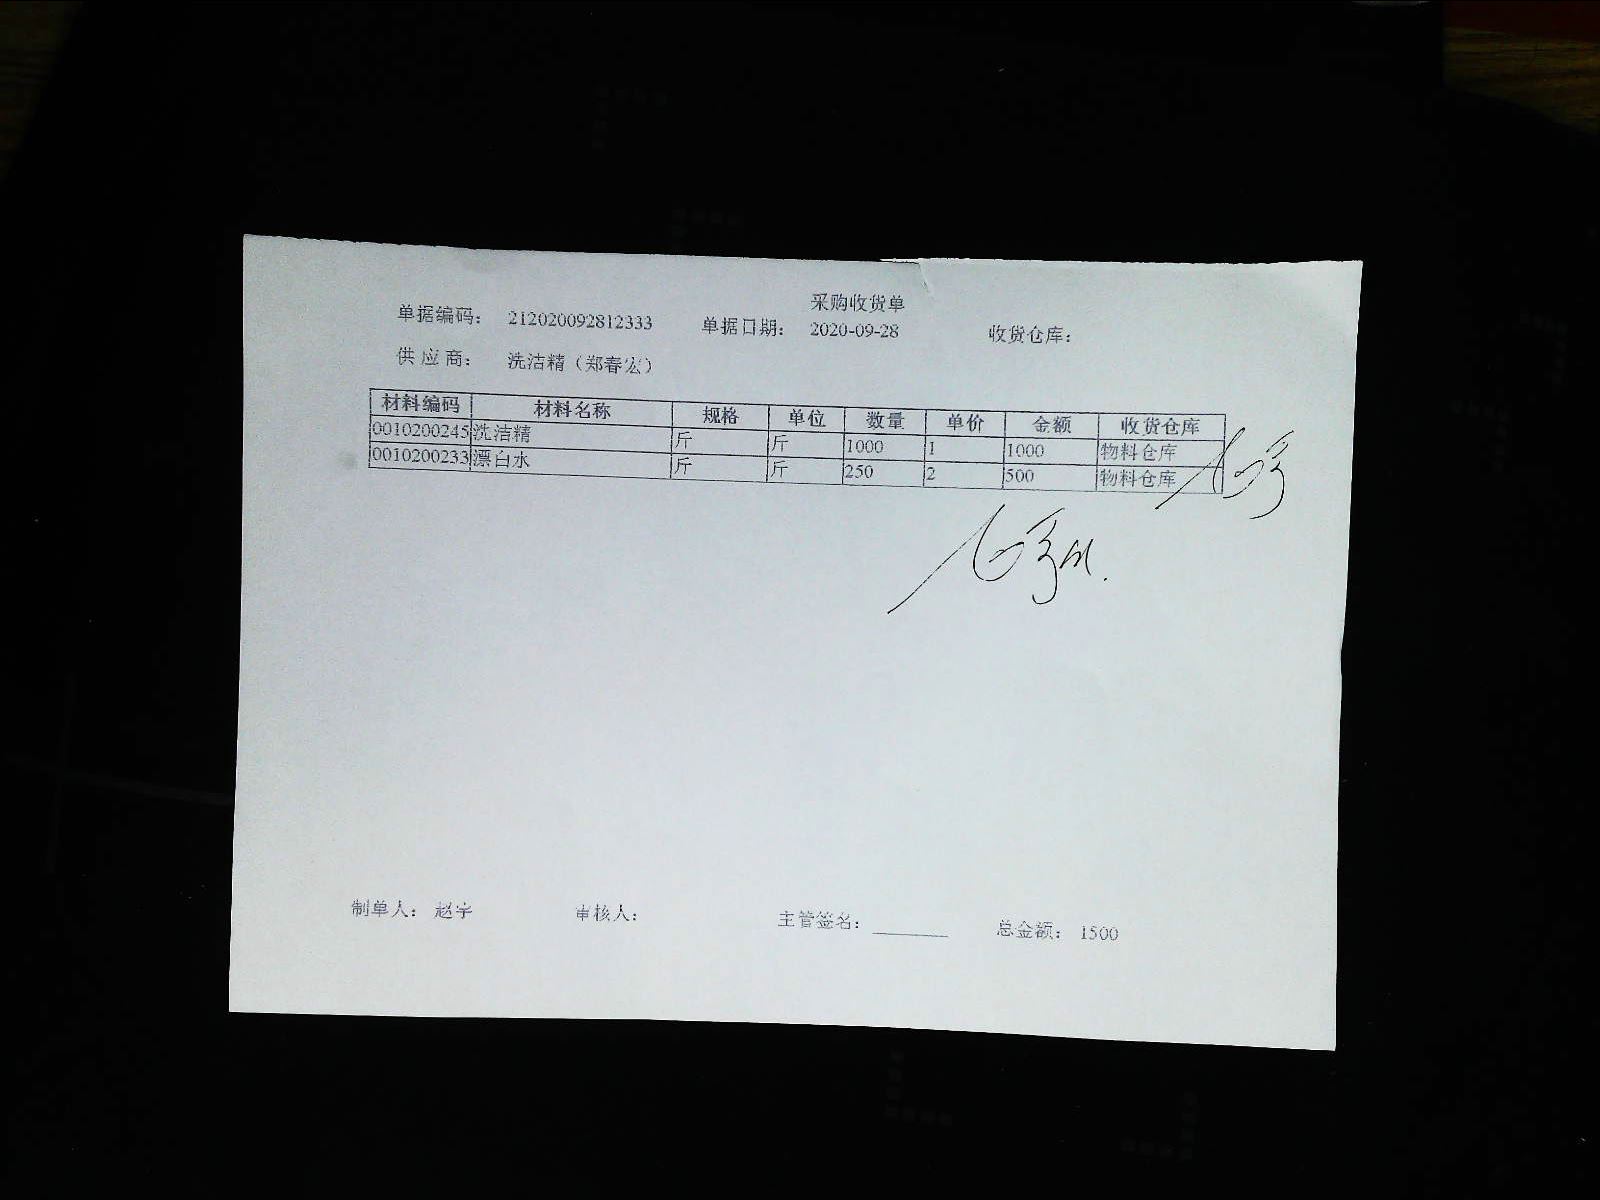 采购收货单
单据编码： 212020092812333 单据日期： 2020-09-28 收货仓库：
供 应 商： 洗洁精（郑春宏）
材料编码 材料名称 规格 单位 数量 单价 金额 收货仓库
0010200245 洗洁精 斤 斤 1000 1 1000 物料仓库
0010200233 漂白水 斤 斤 250 2 500 物料仓库
制单人： 赵宇 审核人： 主管签名： 总金额： 1500